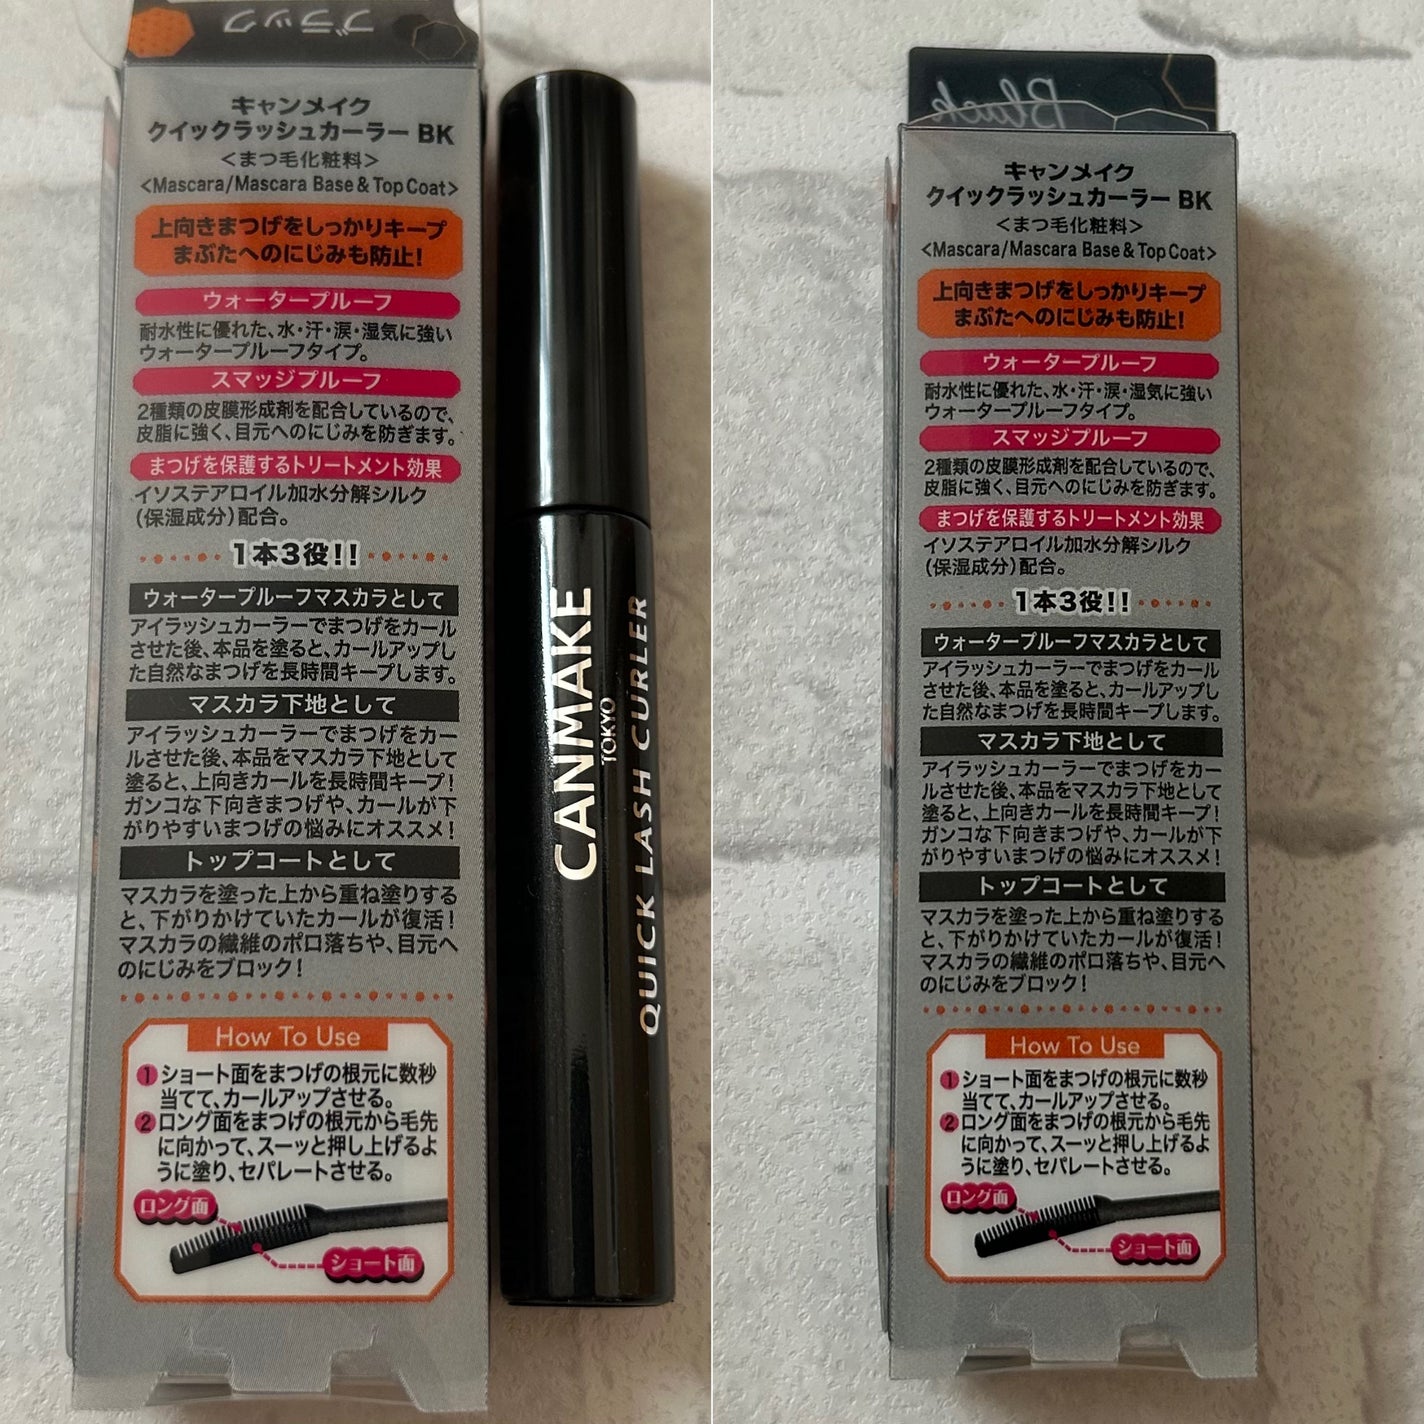 ブラック
キャンメイク
クイックラッシュカーラー BK
<まつ毛化粧料>
<Mascara/Mascara Base & Top Coat>
上向きまつげをしっかりキープ
まぶたへのにじみも防止!
ウォータープルーフ
耐水性に優れた、水・汗・涙・湿気に強い
ウォータープルーフタイプ。
スマッジプルーフ
2種類の皮膜形成剤を配合しているので、
皮脂に強く、目元へのにじみを防ぎます。
まつげを保護するトリートメント効果
イソステアロイル加水分解シルク
(保湿成分)配合。
1本3役!!
ウォータープルーフマスカラとして
アイラッシュカーラーでまつげをカール
させた後、本品を塗ると、カールアップし
た自然なまつげを長時間キープします。
マスカラ下地として
アイラッシュカーラーでまつげをカー
ルさせた後、本品をマスカラ下地として
塗ると、上向きカールを長時間キープ!
ガンコな下向きまつげや、カールが下
がりやすいまつげの悩みにオススメ!
トップコートとして
マスカラを塗った上から重ね塗りする
と、下がりかけていたカールが復活!
マスカラの繊維のポロ落ちや、目元へ
のにじみをブロック!
How To Use
1 ショート面をまつげの根元に数秒
当てて、カールアップさせる。
2 ロング面をまつげの根元から毛先
に向かって、スーッと押し上げるよ
うに塗り、セパレートさせる。
ロング面
ショート面
CANMAKE
TOKYO
QUICK LASH CURLER
Black
キャンメイク
クイックラッシュカーラー BK
<まつ毛化粧料>
<Mascara/Mascara Base & Top Coat>
上向きまつげをしっかりキープ
まぶたへのにじみも防止!
ウォータープルーフ
耐水性に優れた、水・汗・涙・湿気に強い
ウォータープルーフタイプ。
スマッジプルーフ
2種類の皮膜形成剤を配合しているので、
皮脂に強く、目元へのにじみを防ぎます。
まつげを保護するトリートメント効果
イソステアロイル加水分解シルク
(保湿成分)配合。
1本3役!!
ウォータープルーフマスカラとして
アイラッシュカーラーでまつげをカール
させた後、本品を塗ると、カールアップし
た自然なまつげを長時間キープします。
マスカラ下地として
アイラッシュカーラーでまつげをカー
ルさせた後、本品をマスカラ下地として
塗ると、上向きカールを長時間キープ!
ガンコな下向きまつげや、カールが下
がりやすいまつげの悩みにオススメ!
トップコートとして
マスカラを塗った上から重ね塗りする
と、下がりかけていたカールが復活!
マスカラの繊維のポロ落ちや、目元へ
のにじみをブロック!
How To Use
1 ショート面をまつげの根元に数秒
当てて、カールアップさせる。
2 ロング面をまつげの根元から毛先
に向かって、スーッと押し上げるよ
うに塗り、セパレートさせる。
ロング面
ショート面